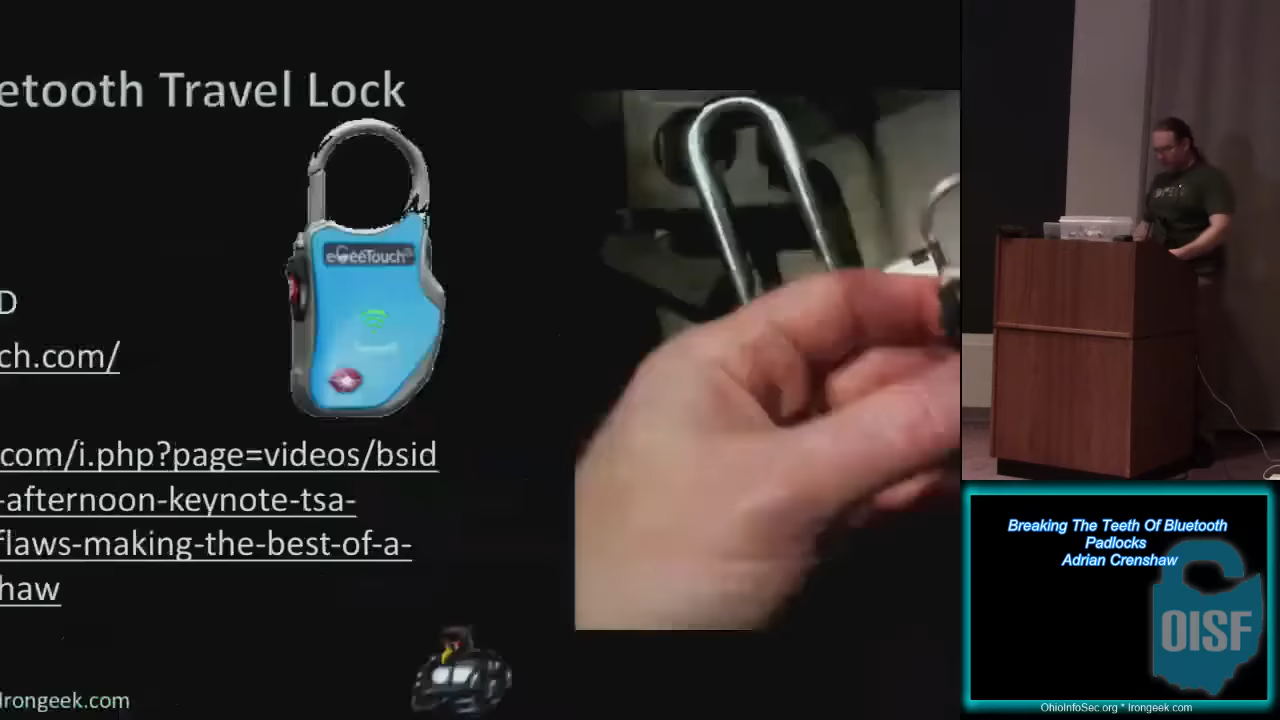 etooth Travel Lock
eGeeTouch
D
ch.com/
com/i.php?page=videos/bsid
-afternoon-keynote-tsa-
flaws-making-the-best-of-a-
haw
Irongeek.com
Breaking The Teeth Of Bluetooth
Padlocks
Adrian Crenshaw
OISF
OhioInfoSec.org * Irongeek.com